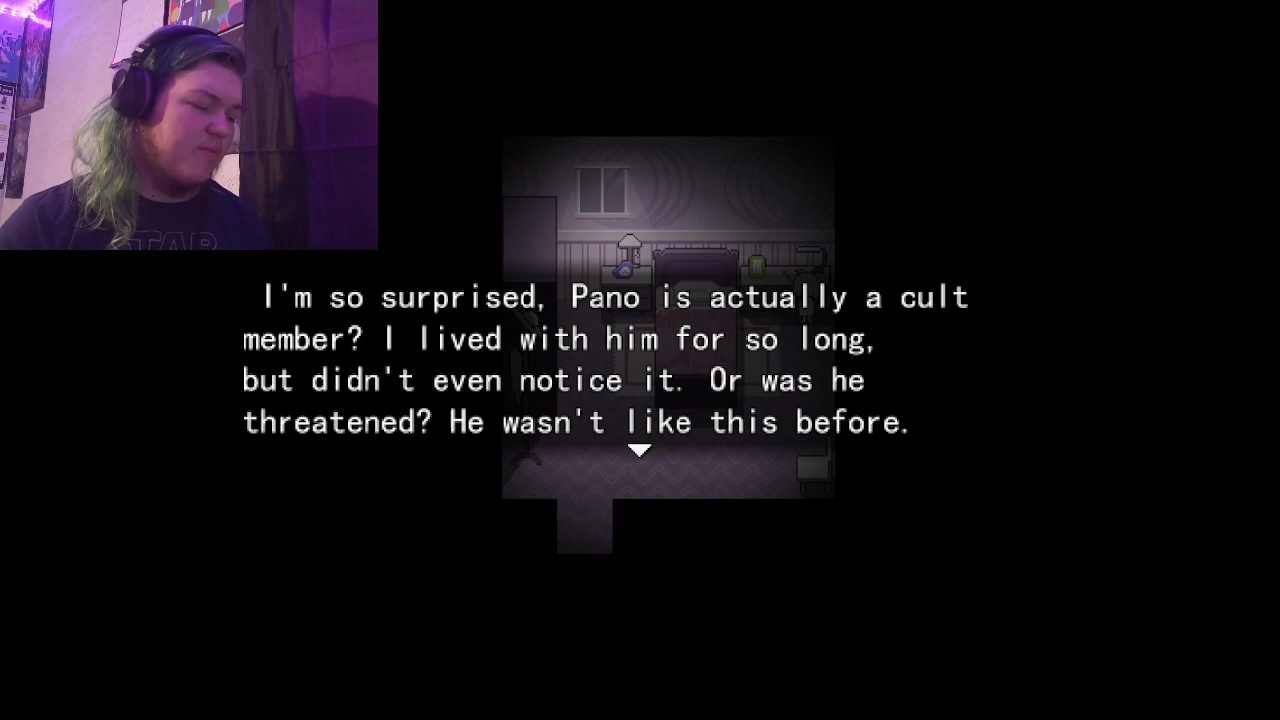 STAR
I'm so surprised, Pano is actually a cult
member? I lived with him for so long,
but didn't even notice it. Or was he
threatened? He wasn't like this before.